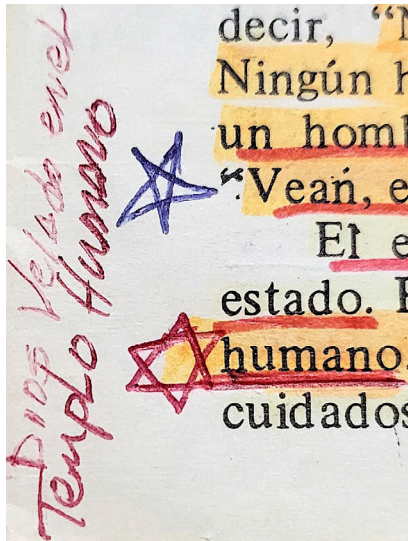 Dios Velado en el
Templo Humano
decir, "N
Ningún h
un homb
"Vean, e
El e
estado.
humano.
cuidados